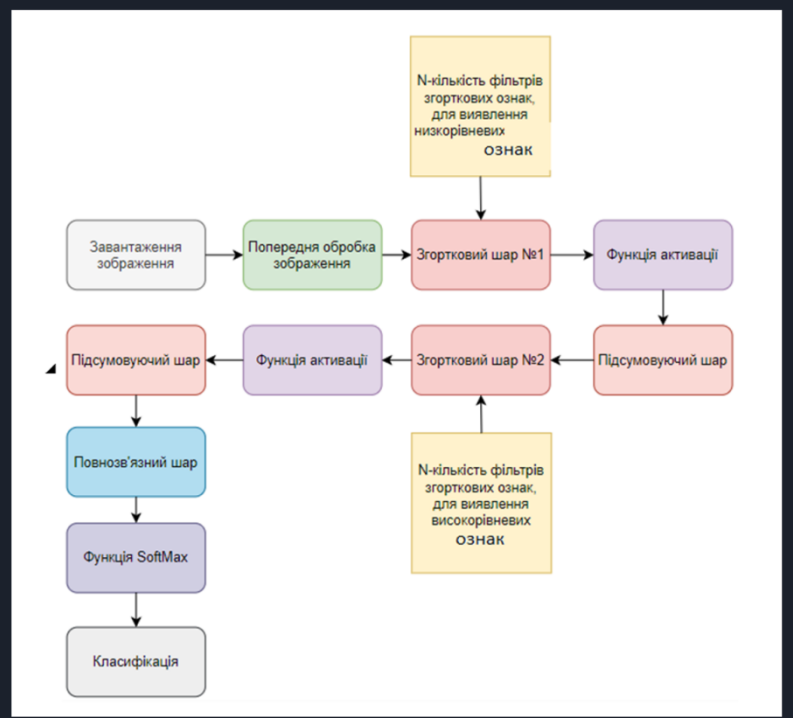 N-кількість фільтрів
згорткових ознак,
для виявлення
низкорівневих
ознак
Завантаження
зображення
Попередня обробка
зображення
Згортковий шар №1
Функція активації
Підсумовуючий шар
Функція активації
Згортковий шар №2
Підсумовуючий шар
Повнозв'язний шар
N-кількість фільтрів
згорткових ознак,
для виявлення
високорівневих
ознак
Функція SoftMax
Класифікація